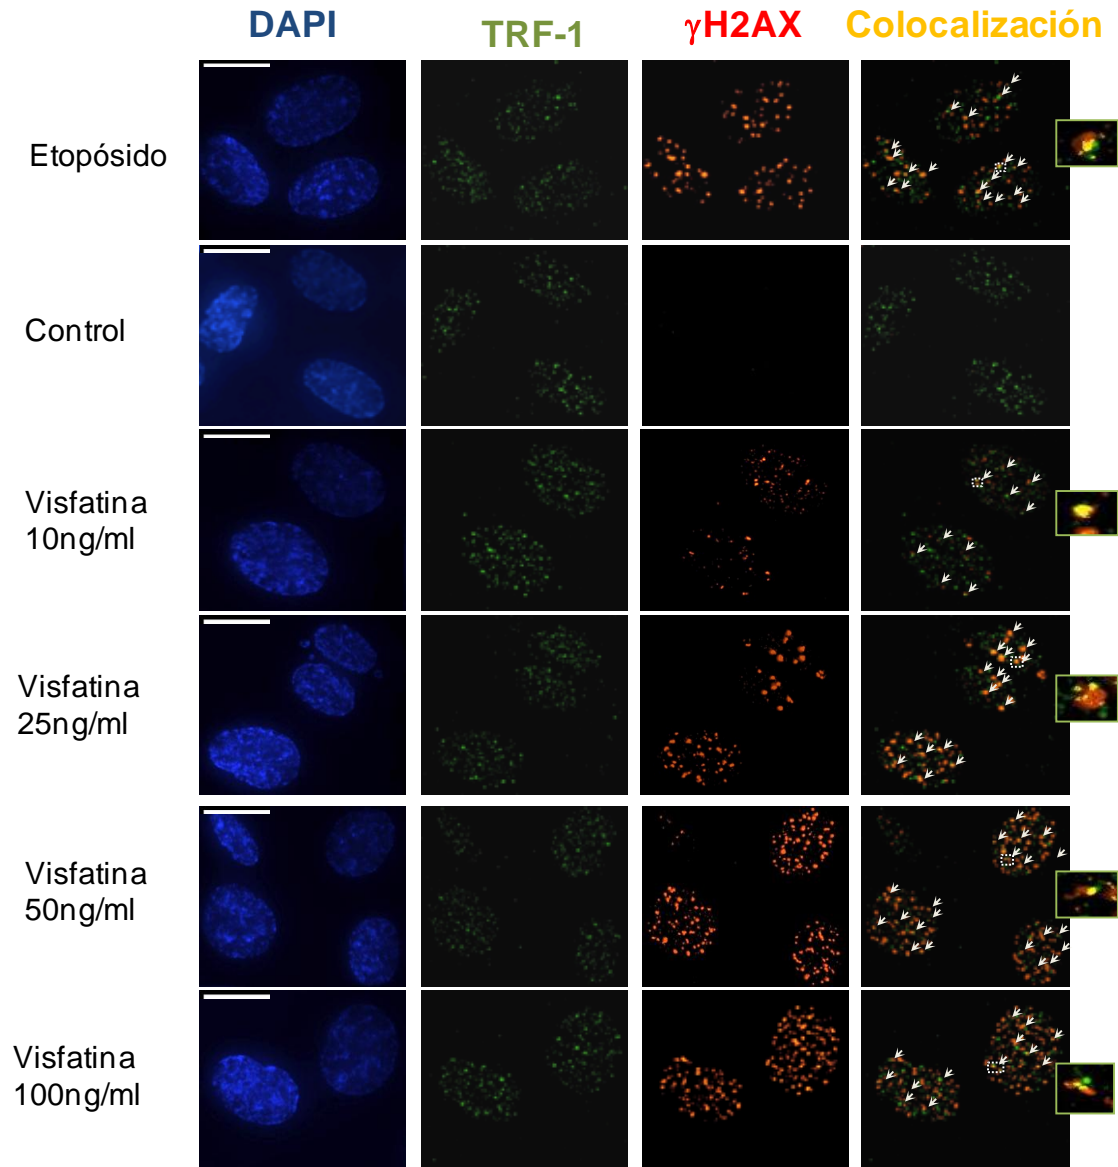 DAPI
TRF-1
γH2AX
Colocalización
Etopósido
Control
Visfatina
10ng/ml
Visfatina
25ng/ml
Visfatina
50ng/ml
Visfatina
100ng/ml